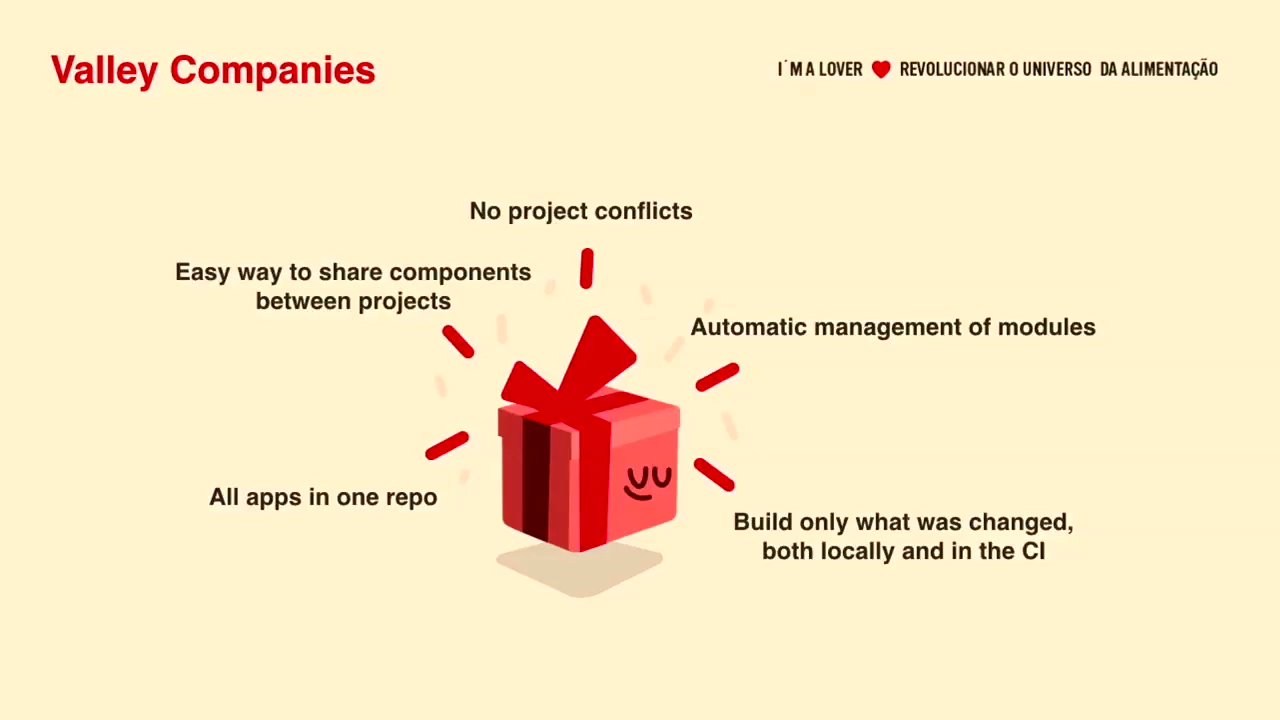 Valley Companies
I´M A LOVER ❤ REVOLUCIONAR O UNIVERSO DA ALIMENTAÇÃO
No project conflicts
Easy way to share components
between projects
Automatic management of modules
All apps in one repo
Build only what was changed,
both locally and in the CI